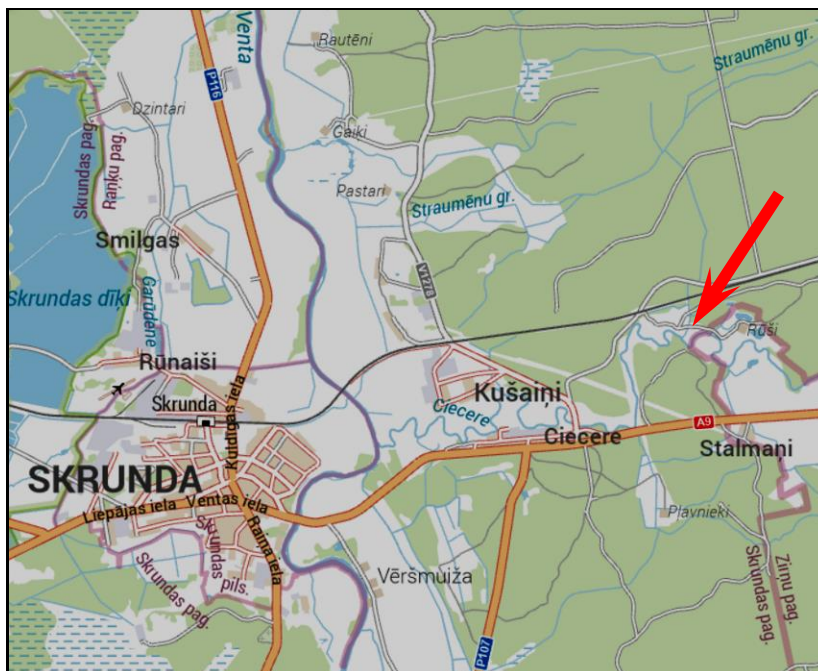 Venta
Rautēni
Straumēnu gr.
P116
Dzintari
Gaiķi
Skrundas pag.
Raņķu pag.
Pastari
Straumēnu gr.
Smilgas
V1278
Skrundas dīķi
Garūdene
Rūši
Rūnaiši
Kušaiņi
Skrunda
Kuldīgas iela
Ciecere
A9
Ciecere
Stalmaņi
SKRUNDA
Liepājas iela
Ventas iela
Raiņa iela
Pļavnieki
Skrundas pils.
Skrundas pag.
Vēršmuiža
Zirņu pag.
Skrundas pag.
P107